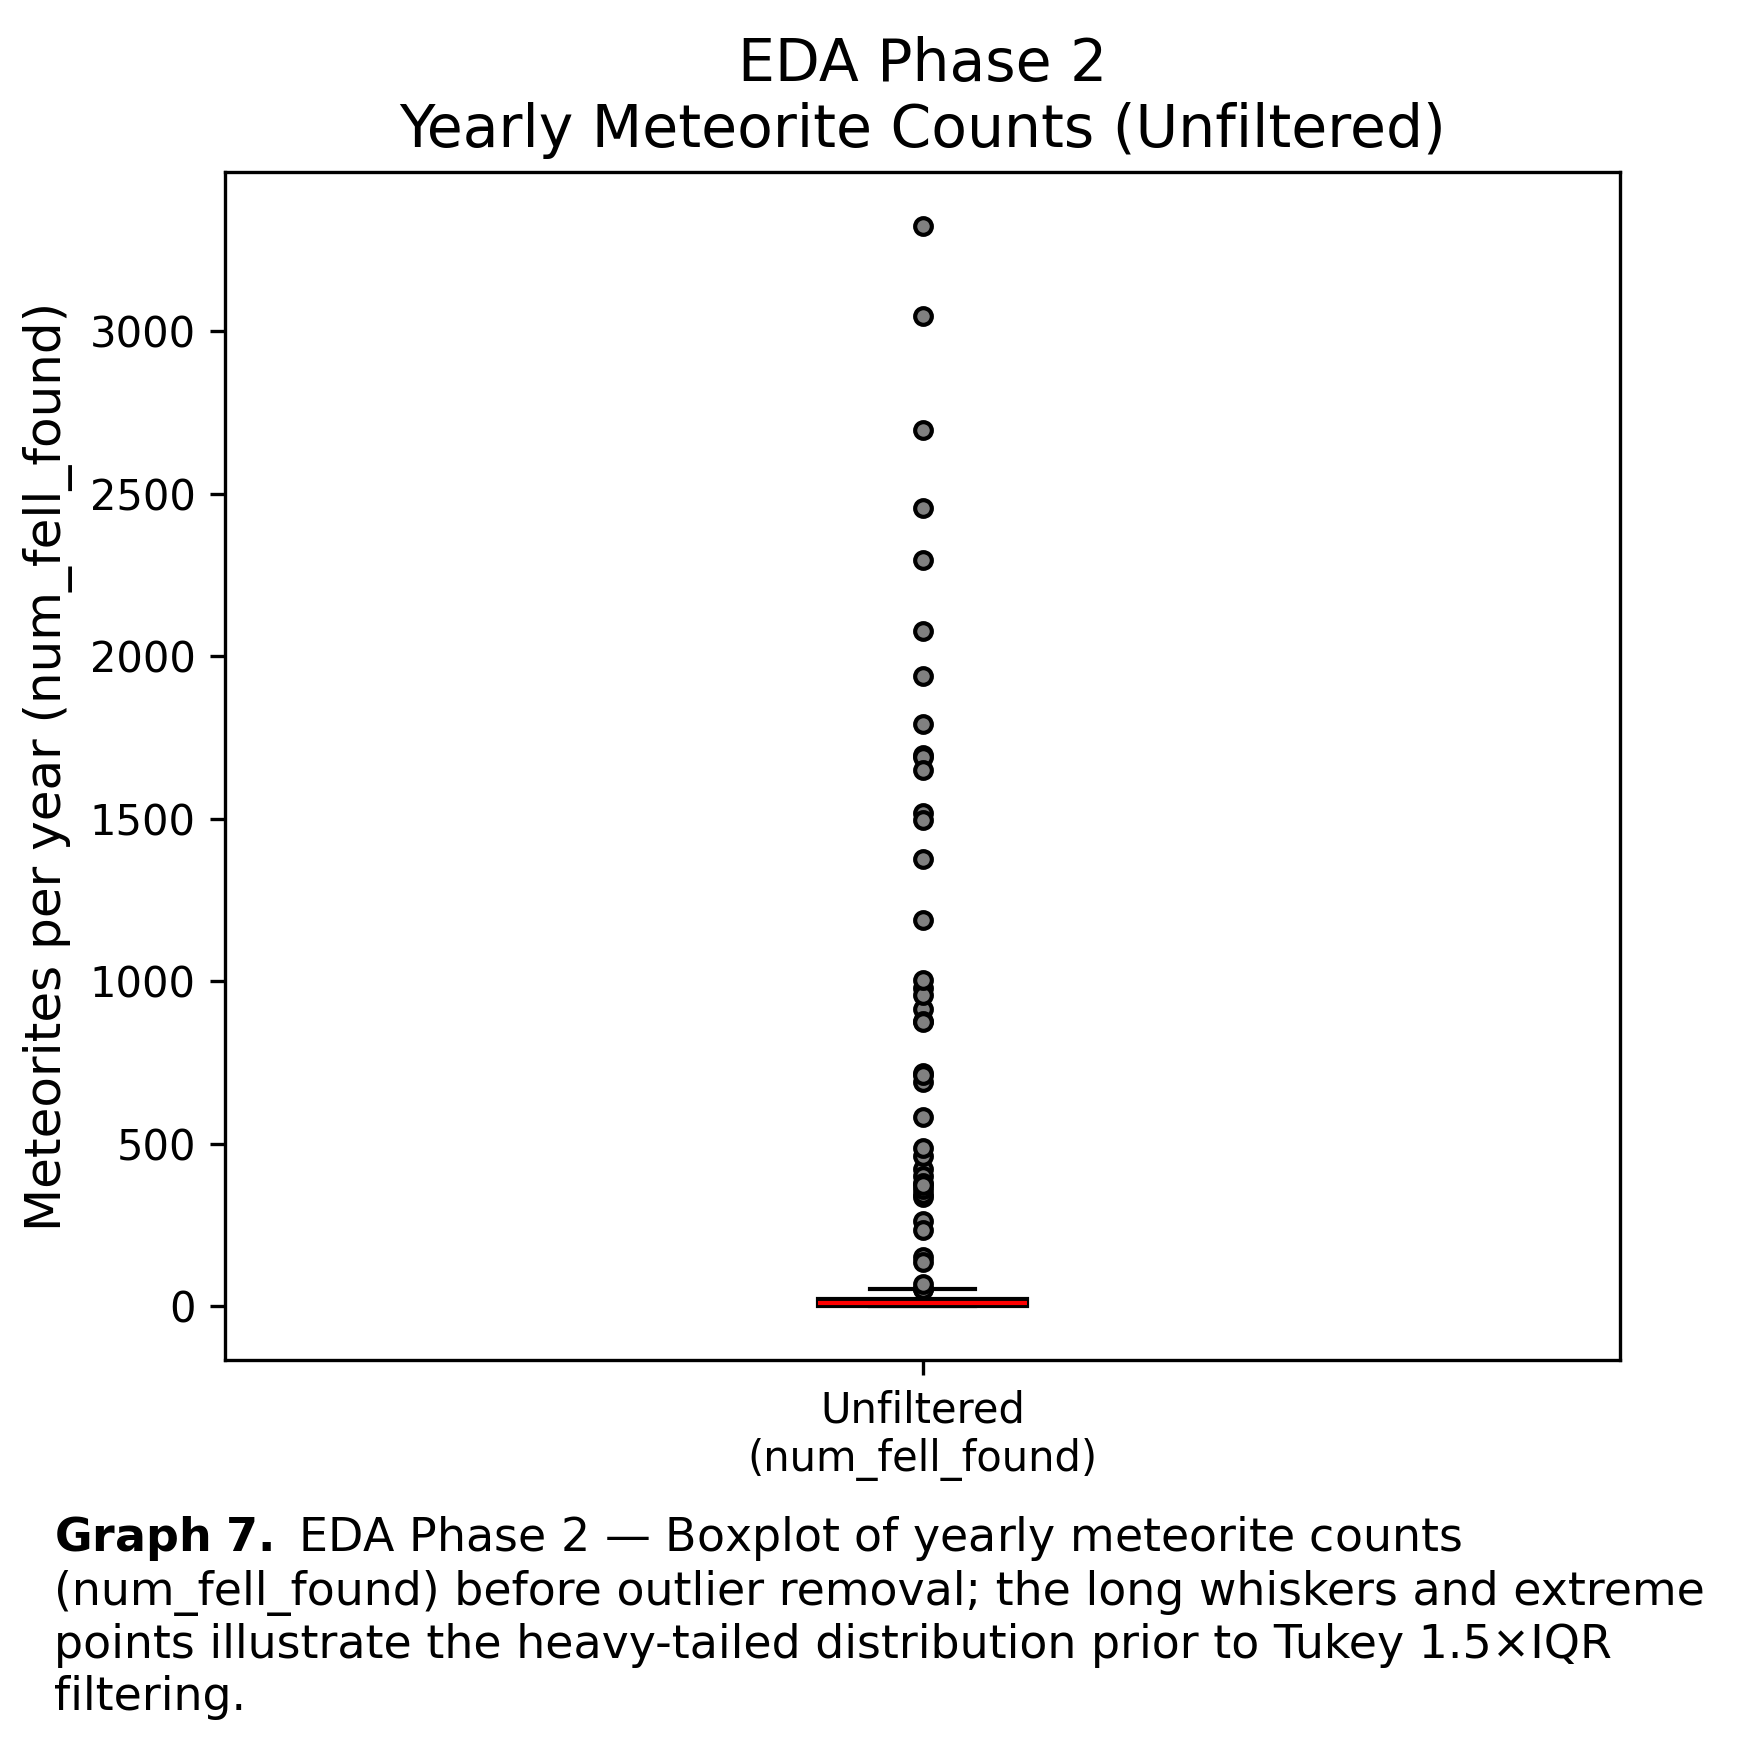 EDA Phase 2
Yearly Meteorite Counts (Unfiltered)
Meteorites per year (num_fell_found)
3000
2500
2000
1500
1000
500
0
Unfiltered
(num_fell_found)
Graph 7. EDA Phase 2 — Boxplot of yearly meteorite counts
(num_fell_found) before outlier removal; the long whiskers and extreme
points illustrate the heavy-tailed distribution prior to Tukey 1.5×IQR
filtering.